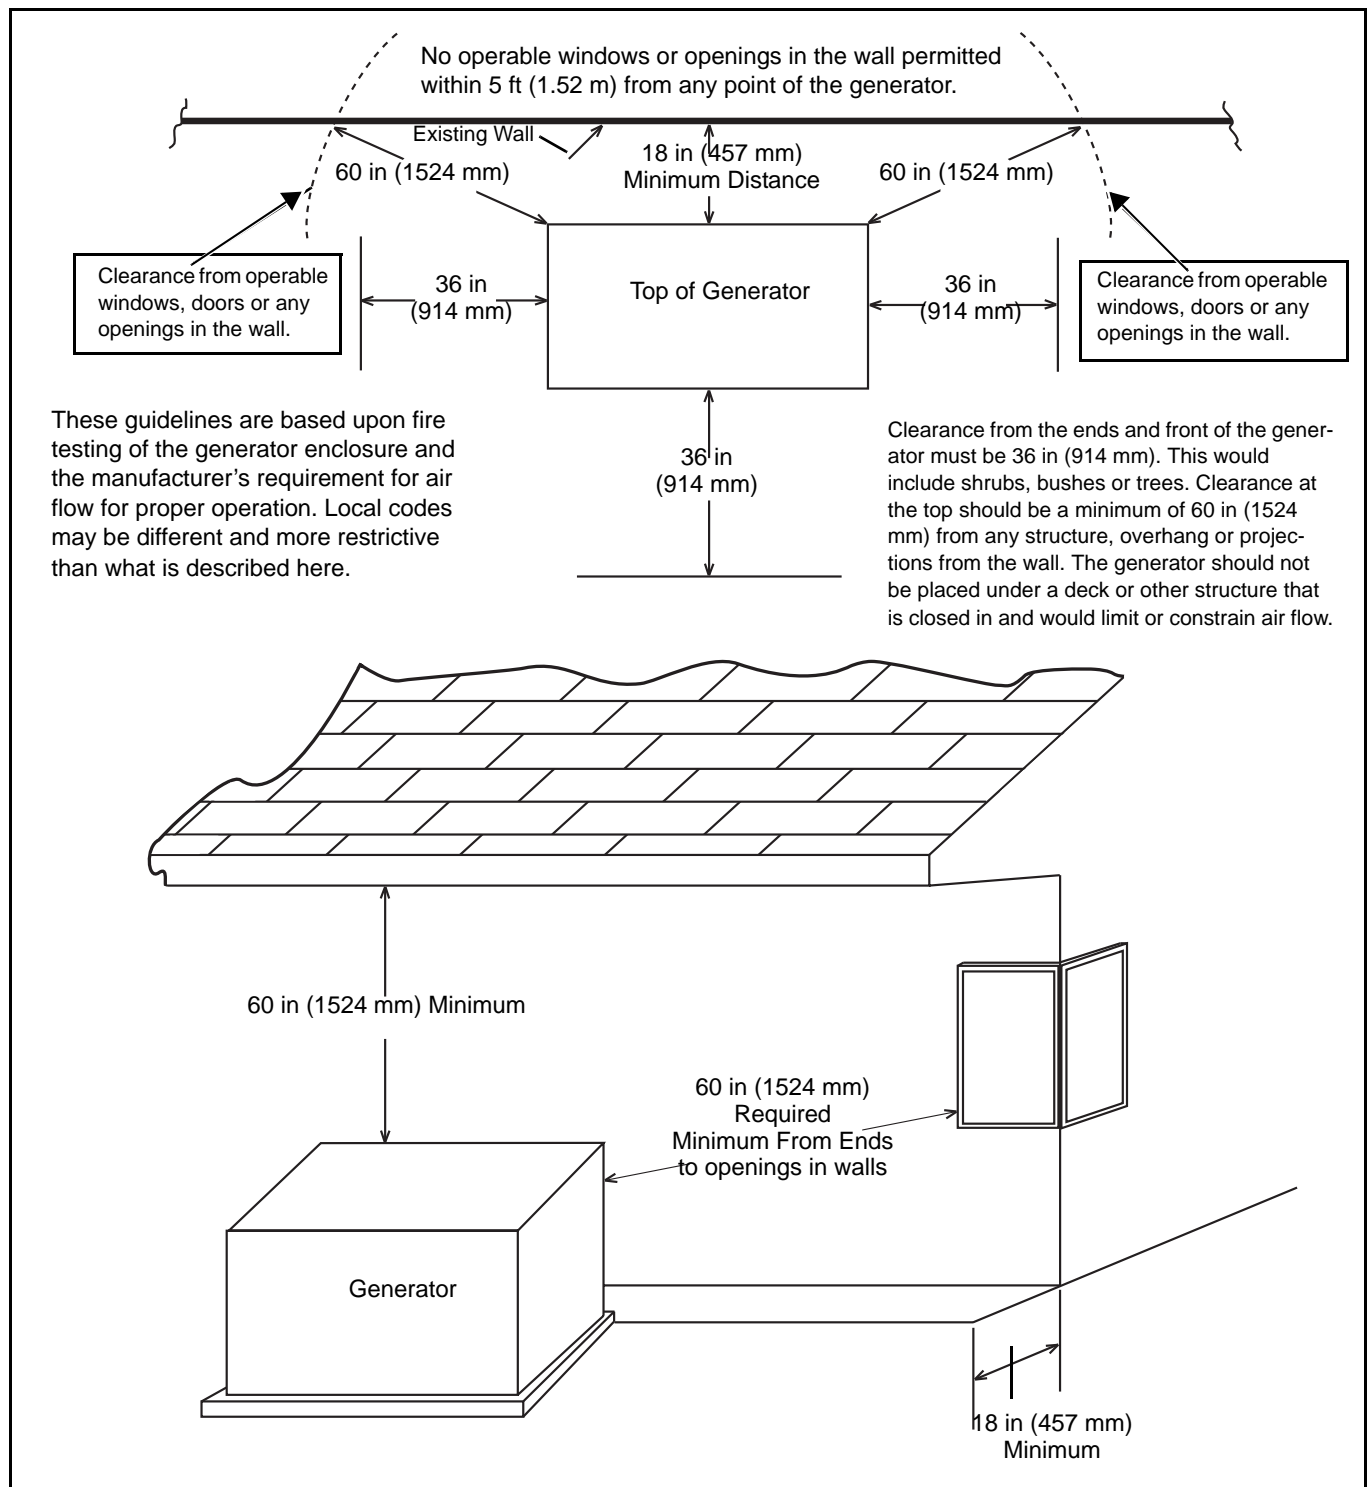 No operable windows or openings in the wall permitted
within 5 ft (1.52 m) from any point of the generator.
Existing Wall
18 in (457 mm)
Minimum Distance
60 in (1524 mm)
60 in (1524 mm)
Clearance from operable
windows, doors or any
openings in the wall.
36 in
(914 mm)
Top of Generator
36 in
(914 mm)
Clearance from operable
windows, doors or any
openings in the wall.
These guidelines are based upon fire
testing of the generator enclosure and
the manufacturer's requirement for air
flow for proper operation. Local codes
may be different and more restrictive
than what is described here.
36 in
(914 mm)
Clearance from the ends and front of the gener-
ator must be 36 in (914 mm). This would
include shrubs, bushes or trees. Clearance at
the top should be a minimum of 60 in (1524
mm) from any structure, overhang or projec-
tions from the wall. The generator should not
be placed under a deck or other structure that
is closed in and would limit or constrain air flow.
60 in (1524 mm) Minimum
60 in (1524 mm)
Required
Minimum From Ends
to openings in walls
Generator
18 in (457 mm)
Minimum